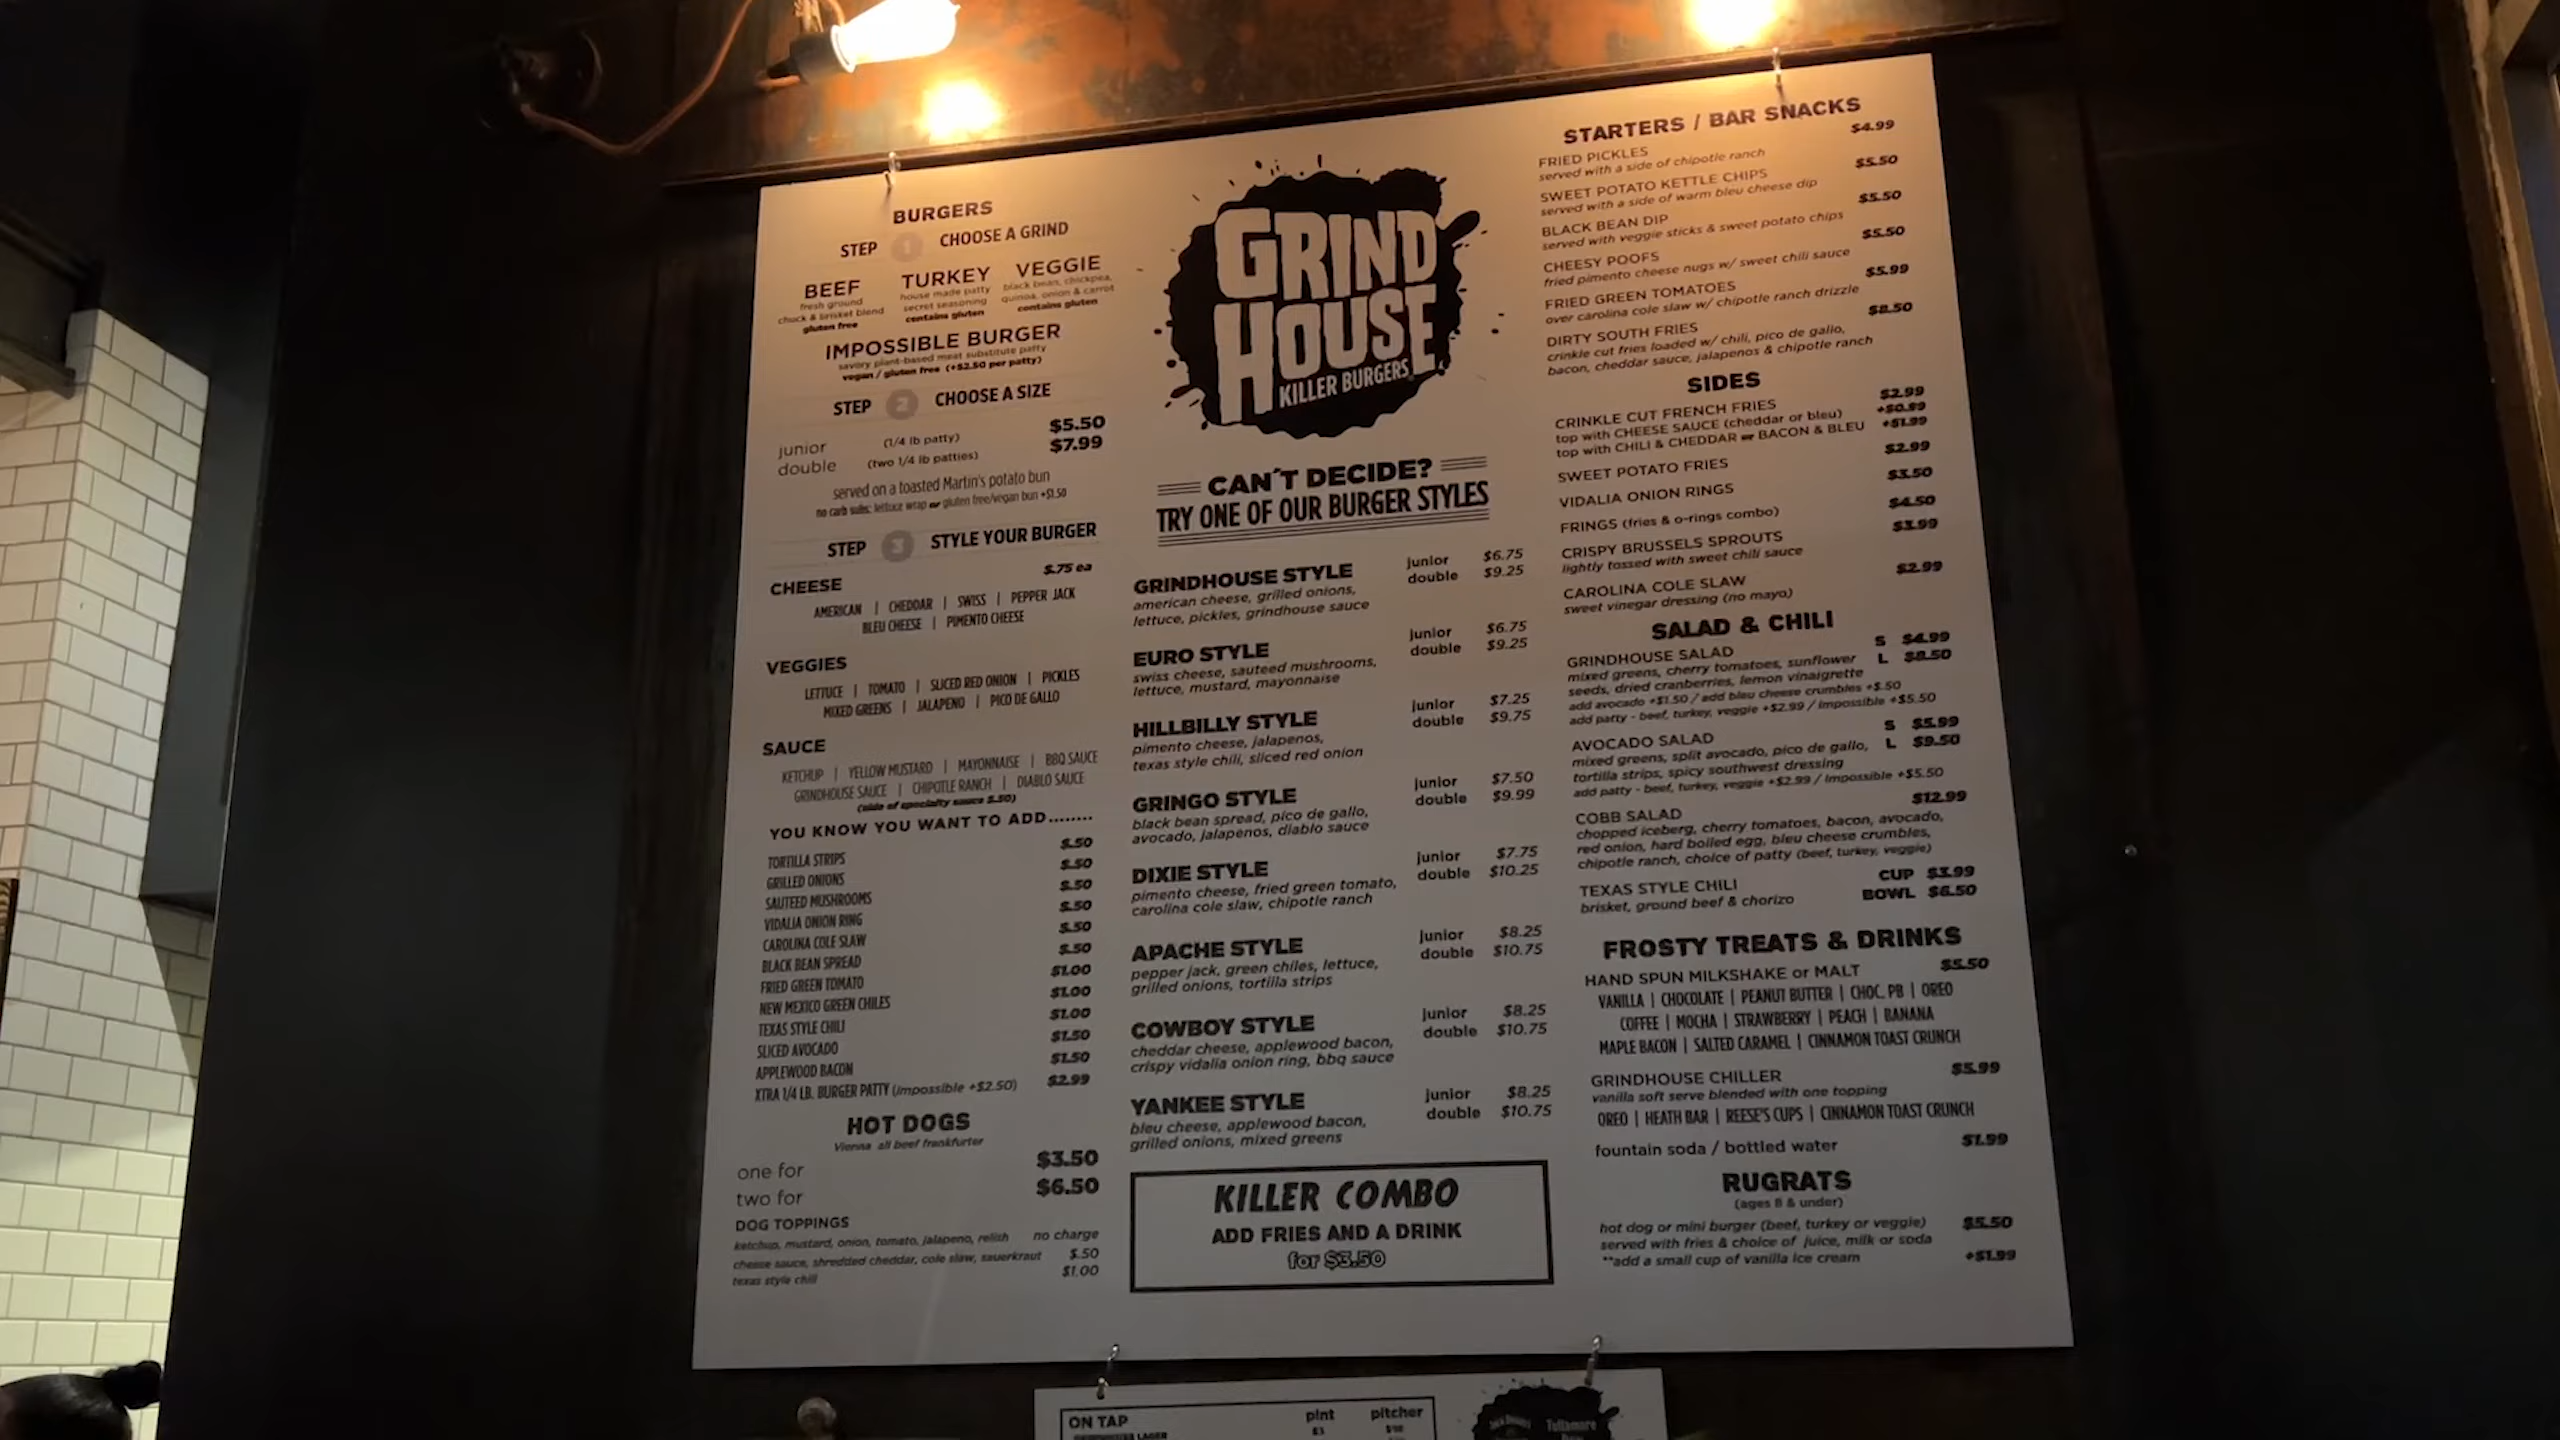 BURGERS
STEP 1 CHOOSE A GRIND
BEEF
fresh ground
chuck & brisket blend
gluten free
TURKEY
house made patty
secret seasoning
contains gluten
VEGGIE
black bean, chickpea,
quinoa, onion & carrot
contains gluten
IMPOSSIBLE BURGER
savory plant-based meat substitute patty
vegan / gluten free (+$2.50 per patty)
STEP 2 CHOOSE A SIZE
junior (1/4 lb patty) $5.50
double (two 1/4 lb patties) $7.99
served on a toasted Martin's potato bun
no carb subs: lettuce wrap or gluten free/vegan bun +$1.50
STEP 3 STYLE YOUR BURGER
CHEESE $.75 ea
AMERICAN | CHEDDAR | SWISS | PEPPER JACK
BLEU CHEESE | PIMENTO CHEESE
VEGGIES
LETTUCE | TOMATO | SLICED RED ONION | PICKLES
MIXED GREENS | JALAPENO | PICO DE GALLO
SAUCE
KETCHUP | YELLOW MUSTARD | MAYONNAISE | BBQ SAUCE
GRINDHOUSE SAUCE | CHIPOTLE RANCH | DIABLO SAUCE
(side of specialty sauce $.50)
YOU KNOW YOU WANT TO ADD........
TORTILLA STRIPS $.50
GRILLED ONIONS $.50
SAUTEED MUSHROOMS $.50
VIDALIA ONION RING $.50
CAROLINA COLE SLAW $.50
BLACK BEAN SPREAD $.50
FRIED GREEN TOMATO $1.00
NEW MEXICO GREEN CHILES $1.00
TEXAS STYLE CHILI $1.00
SLICED AVOCADO $1.50
APPLEWOOD BACON $1.50
XTRA 1/4 LB. BURGER PATTY (Impossible +$2.50) $2.99
HOT DOGS
Vienna all beef frankfurter
one for $3.50
two for $6.50
DOG TOPPINGS
ketchup, mustard, onion, tomato, jalapeno, relish no charge
cheese sauce, shredded cheddar, cole slaw, sauerkraut $.50
texas style chili $1.00
GRIND
HOUSE
KILLER BURGERS
CAN'T DECIDE?
TRY ONE OF OUR BURGER STYLES
GRINDHOUSE STYLE junior $6.75
double $9.25
american cheese, grilled onions,
lettuce, pickles, grindhouse sauce
EURO STYLE junior $6.75
double $9.25
swiss cheese, sauteed mushrooms,
lettuce, mustard, mayonnaise
HILLBILLY STYLE junior $7.25
double $9.75
pimento cheese, jalapenos,
texas style chili, sliced red onion
GRINGO STYLE junior $7.50
double $9.99
black bean spread, pico de gallo,
avocado, jalapenos, diablo sauce
DIXIE STYLE junior $7.75
double $10.25
pimento cheese, fried green tomato,
carolina cole slaw, chipotle ranch
APACHE STYLE junior $8.25
double $10.75
pepper jack, green chiles, lettuce,
grilled onions, tortilla strips
COWBOY STYLE junior $8.25
double $10.75
cheddar cheese, applewood bacon,
crispy vidalia onion ring, bbq sauce
YANKEE STYLE junior $8.25
double $10.75
bleu cheese, applewood bacon,
grilled onions, mixed greens
KILLER COMBO
ADD FRIES AND A DRINK
for $3.50
STARTERS / BAR SNACKS
FRIED PICKLES $4.99
served with a side of chipotle ranch
SWEET POTATO KETTLE CHIPS $5.50
served with a side of warm bleu cheese dip
BLACK BEAN DIP $5.50
served with veggie sticks & sweet potato chips
CHEESY POOFS $5.50
fried pimento cheese nugs w/ sweet chili sauce
FRIED GREEN TOMATOES $5.99
over carolina cole slaw w/ chipotle ranch drizzle
DIRTY SOUTH FRIES $8.50
crinkle cut fries loaded w/ chili, pico de gallo,
bacon, cheddar sauce, jalapenos & chipotle ranch
SIDES
CRINKLE CUT FRENCH FRIES $2.99
top with CHEESE SAUCE (cheddar or bleu) +$0.99
top with CHILI & CHEDDAR or BACON & BLEU +$1.99
SWEET POTATO FRIES $2.99
VIDALIA ONION RINGS $3.50
FRINGS (fries & o-rings combo) $4.50
CRISPY BRUSSELS SPROUTS $3.99
lightly tossed with sweet chili sauce
CAROLINA COLE SLAW $2.99
sweet vinegar dressing (no mayo)
SALAD & CHILI
GRINDHOUSE SALAD S $4.99
mixed greens, cherry tomatoes, sunflower L $8.50
seeds, dried cranberries, lemon vinaigrette
add avocado +$1.50 / add bleu cheese crumbles +$.50
add patty - beef, turkey, veggie +$2.99 / Impossible +$5.50
AVOCADO SALAD S $5.99
mixed greens, split avocado, pico de gallo, L $9.50
tortilla strips, spicy southwest dressing
add patty - beef, turkey, veggie +$2.99 / Impossible +$5.50
COBB SALAD $12.99
chopped iceberg, cherry tomatoes, bacon, avocado,
red onion, hard boiled egg, bleu cheese crumbles,
chipotle ranch, choice of patty (beef, turkey, veggie)
TEXAS STYLE CHILI CUP $3.99
brisket, ground beef & chorizo BOWL $6.50
FROSTY TREATS & DRINKS
HAND SPUN MILKSHAKE or MALT $5.50
VANILLA | CHOCOLATE | PEANUT BUTTER | CHOC. PB | OREO
COFFEE | MOCHA | STRAWBERRY | PEACH | BANANA
MAPLE BACON | SALTED CARAMEL | CINNAMON TOAST CRUNCH
GRINDHOUSE CHILLER $5.99
vanilla soft serve blended with one topping
OREO | HEATH BAR | REESE'S CUPS | CINNAMON TOAST CRUNCH
fountain soda / bottled water $1.99
RUGRATS
(ages 8 & under)
hot dog or mini burger (beef, turkey or veggie) $5.50
served with fries & choice of juice, milk or soda
**add a small cup of vanilla ice cream +$1.99
ON TAP pint pitcher
LAGER
Tullamore